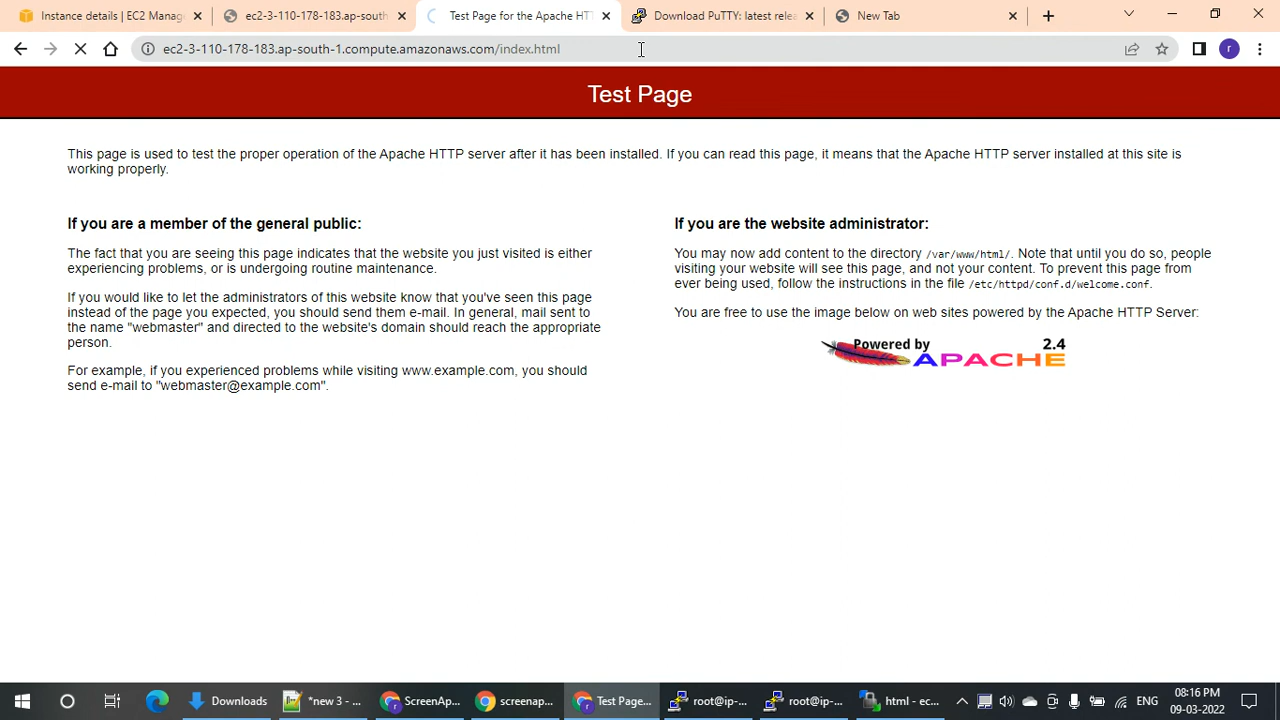 Instance details | EC2 Manag
ec2-3-110-178-183.ap-south
Test Page for the Apache HTT
Download PuTTY: latest relea
New Tab
ec2-3-110-178-183.ap-south-1.compute.amazonaws.com/index.html
r
Test Page
This page is used to test the proper operation of the Apache HTTP server after it has been installed. If you can read this page, it means that the Apache HTTP server installed at this site is
working properly.
If you are a member of the general public:
The fact that you are seeing this page indicates that the website you just visited is either
experiencing problems, or is undergoing routine maintenance.
If you would like to let the administrators of this website know that you've seen this page
instead of the page you expected, you should send them e-mail. In general, mail sent to
the name "webmaster" and directed to the website's domain should reach the appropriate
person.
For example, if you experienced problems while visiting www.example.com, you should
send e-mail to "webmaster@example.com".
If you are the website administrator:
You may now add content to the directory /var/www/html/. Note that until you do so, people
visiting your website will see this page, and not your content. To prevent this page from
ever being used, follow the instructions in the file /etc/httpd/conf.d/welcome.conf.
You are free to use the image below on web sites powered by the Apache HTTP Server:
Powered by 2.4
APACHE
Downloads
*new 3 - ...
ScreenAp...
screenap...
Test Page...
root@ip-...
root@ip-...
html - ec...
ENG
08:16 PM
09-03-2022